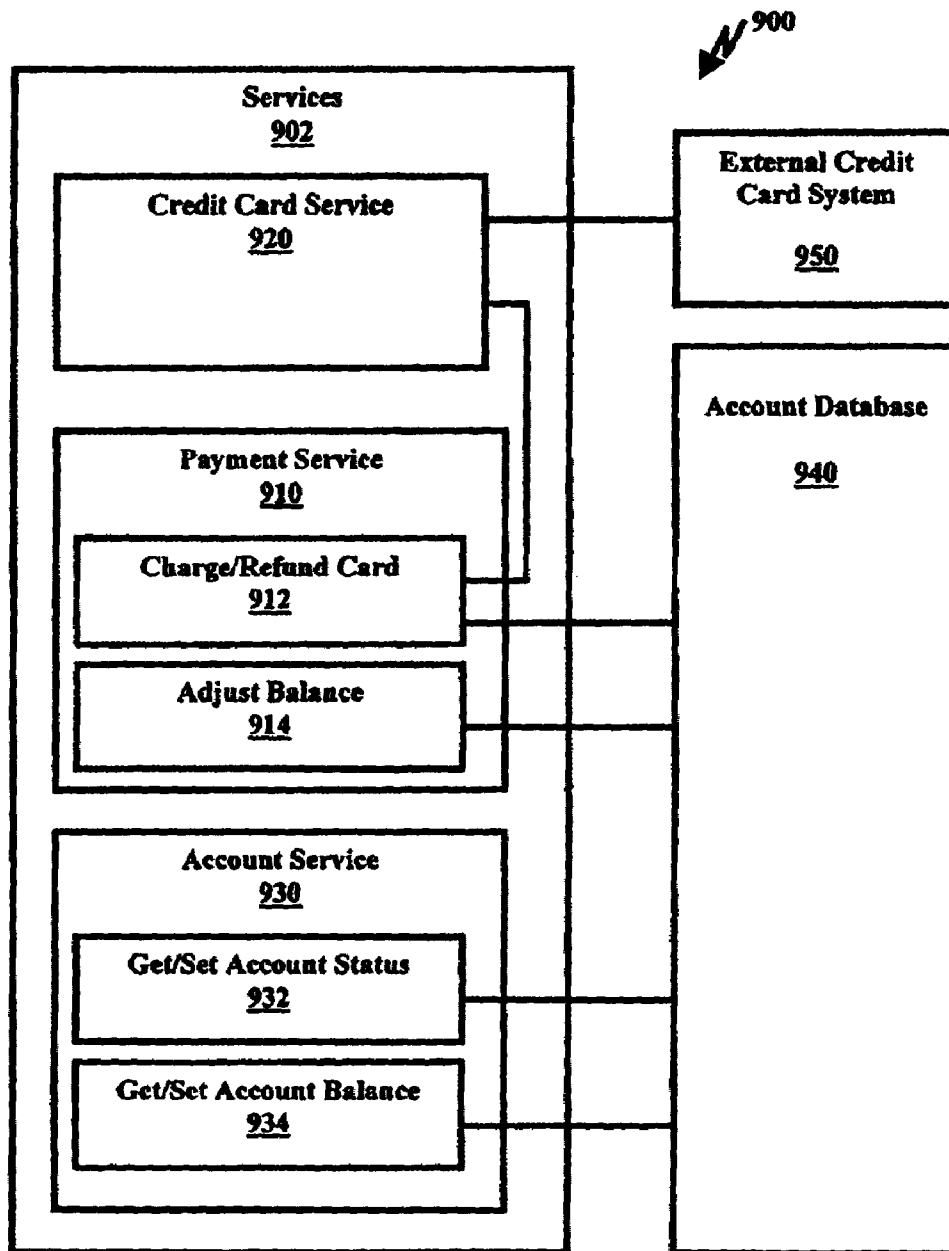 900
Services
902
Credit Card Service
920
External Credit
Card System
950
Payment Service
910
Charge/Refund Card
912
Adjust Balance
914
Account Database
940
Account Service
930
Get/Set Account Status
932
Get/Set Account Balance
934